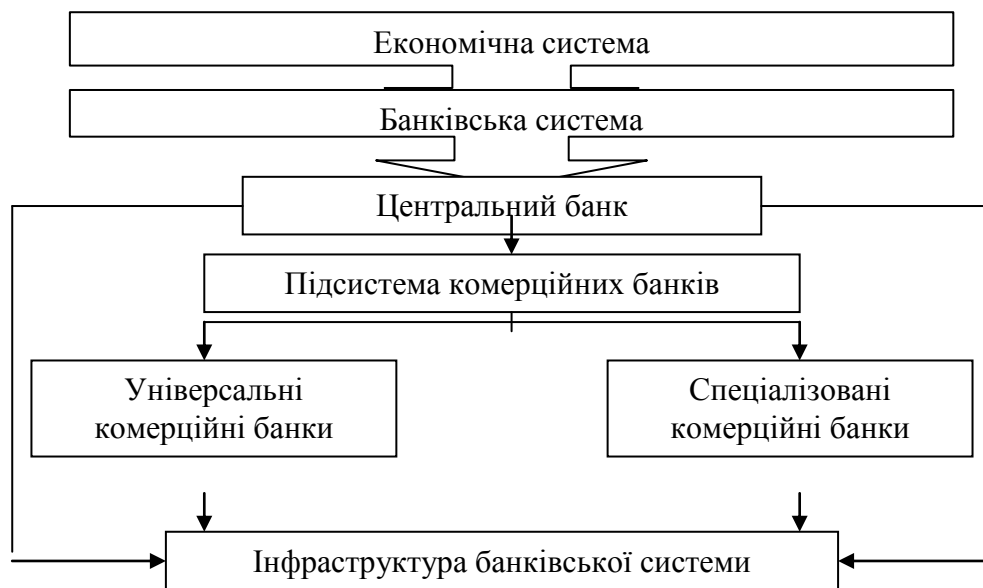 Економічна система
Банківська система
Центральний банк
Підсистема комерційних банків
Універсальні
комерційні банки
Спеціалізовані
комерційні банки
Інфраструктура банківської системи